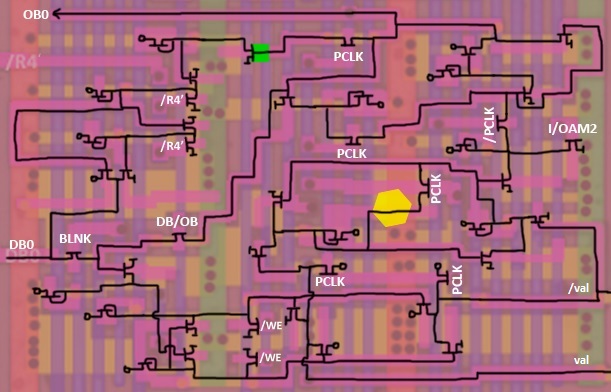 OB0
PCLK
/R4'
/R4'
/PCLK
I/OAM2
/R4'
PCLK
PCLK
DB/OB
DB0
BLNK
DB0
PCLK
PCLK
/val
/WE
/WE
val